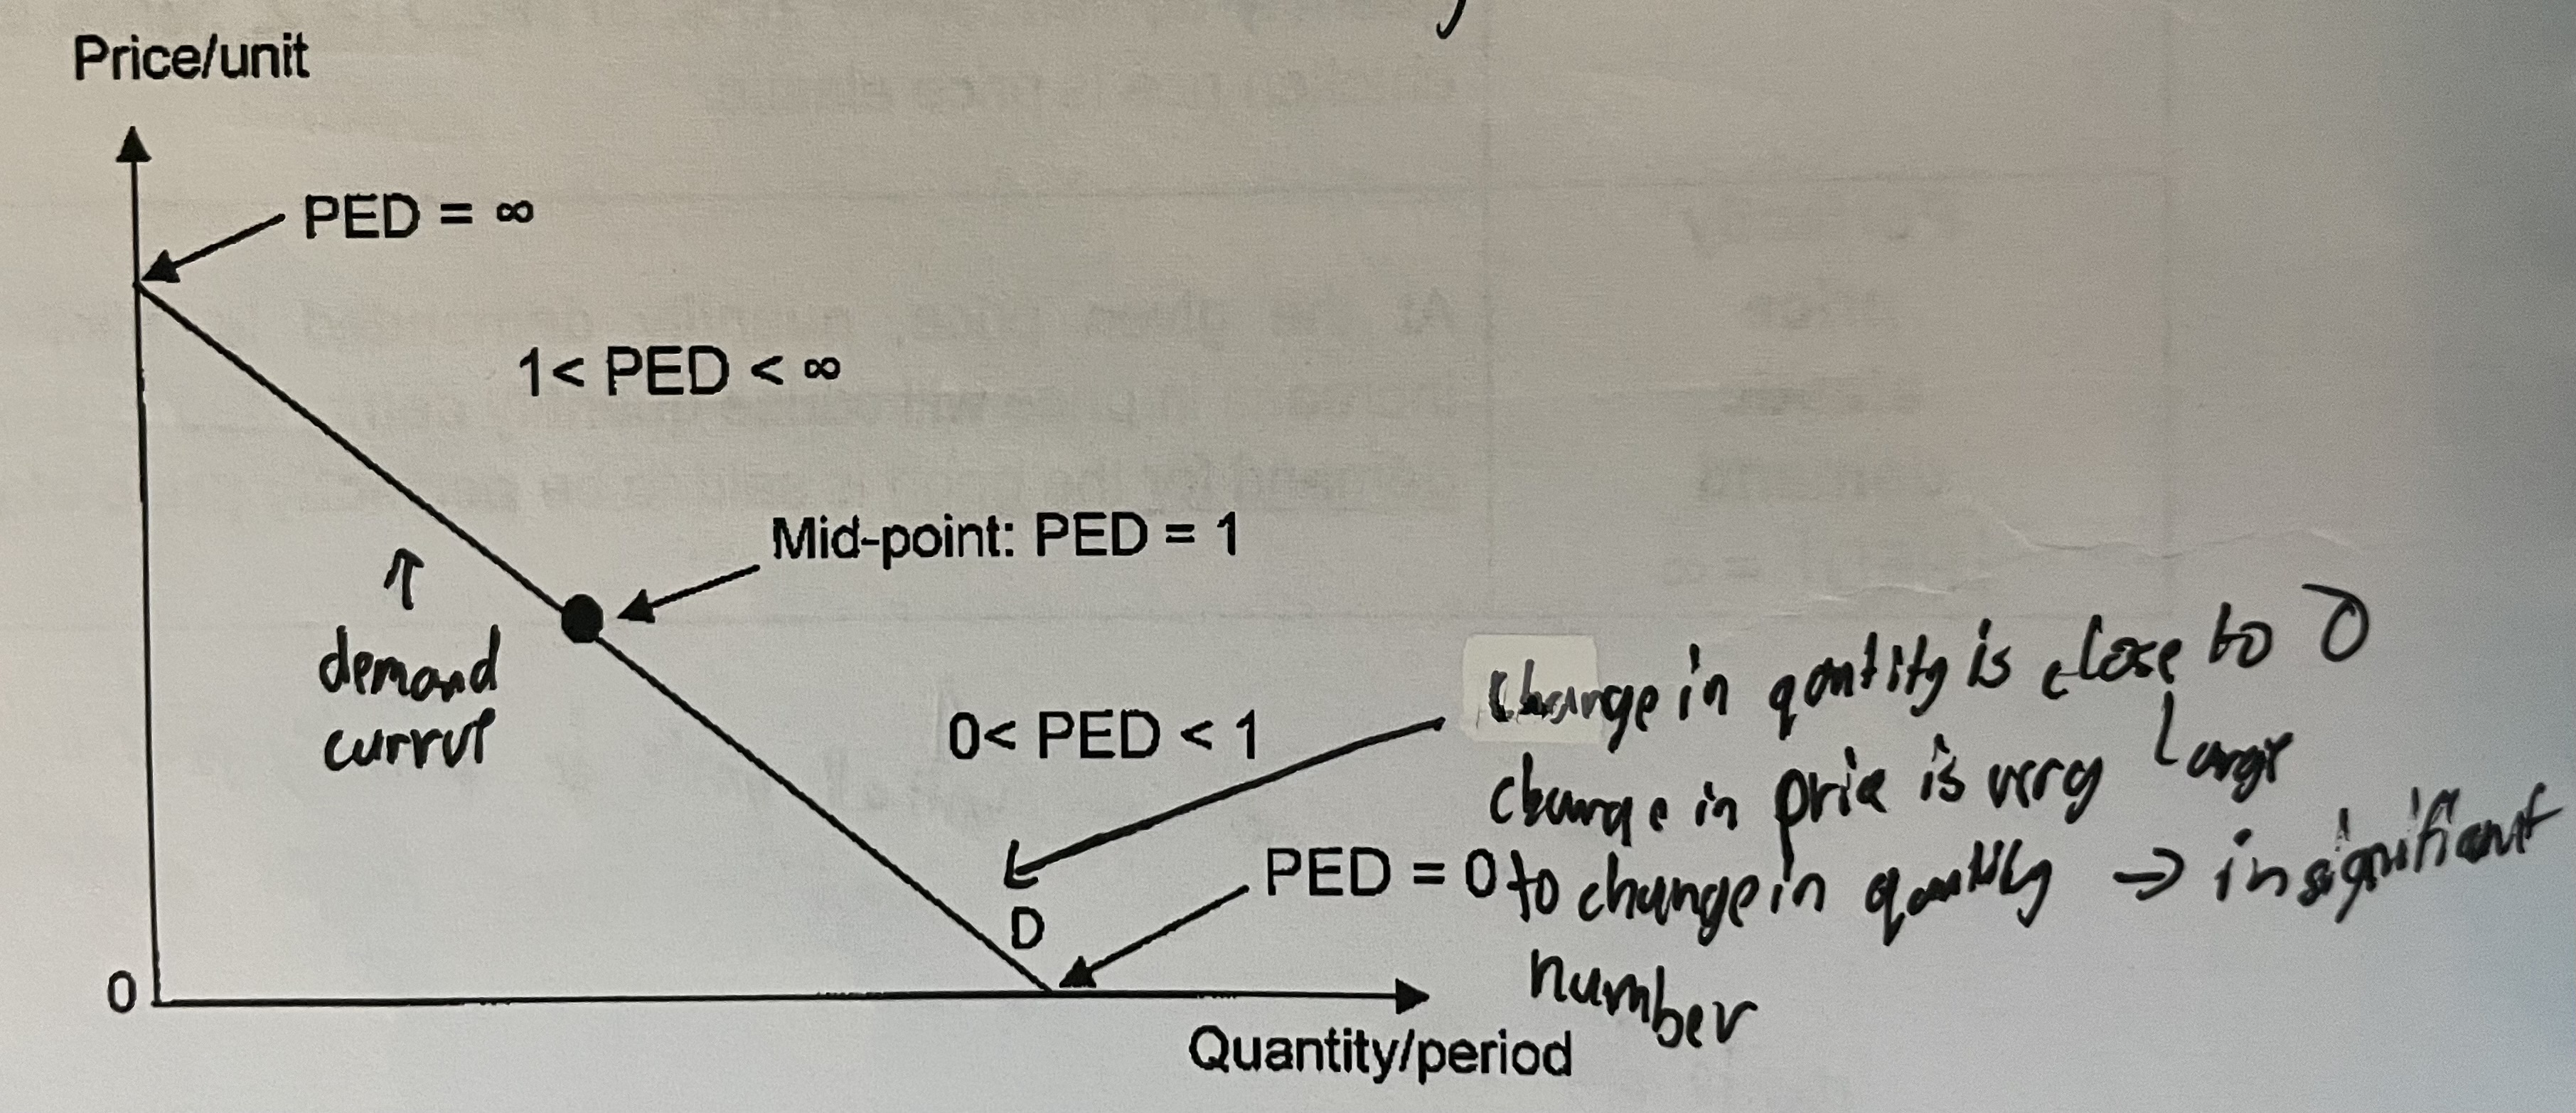 Price/unit
PED = ∞
1< PED < ∞
Mid-point: PED = 1
demand
curve
0< PED < 1
change in qantity is close to 0
change in price is very large
to change in quantity → insignificant
number
PED = 0
D
0
Quantity/period